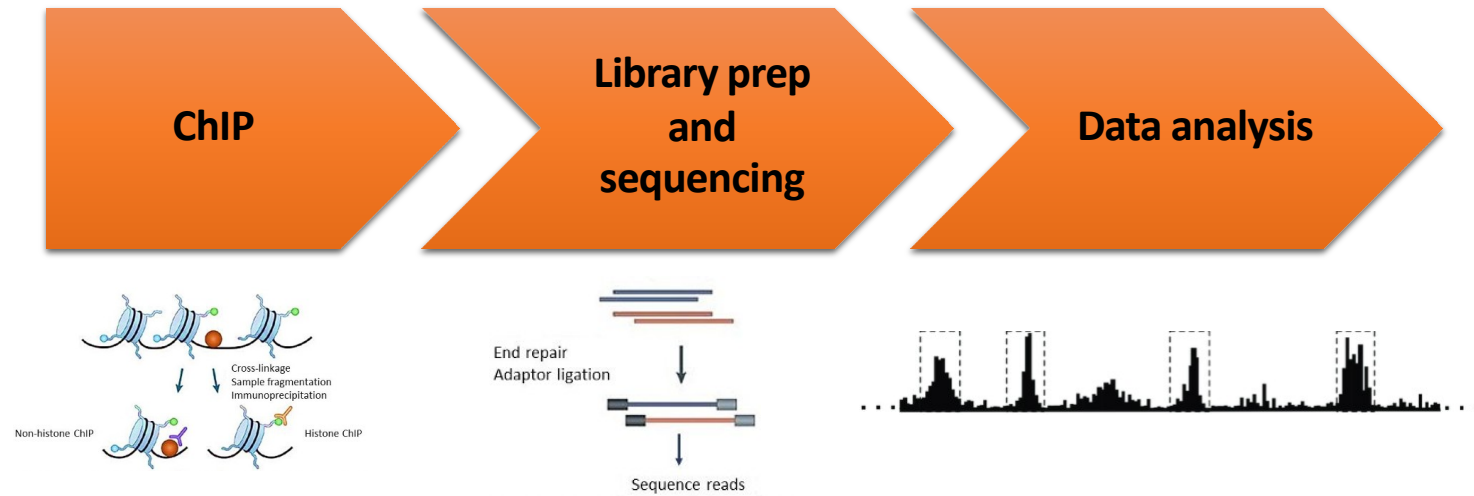 ChIP
Library prep
and
sequencing
Data analysis
Cross-linkage
Sample fragmentation
Immunoprecipitation
Non-histone ChIP
Histone ChIP
End repair
Adaptor ligation
Sequence reads